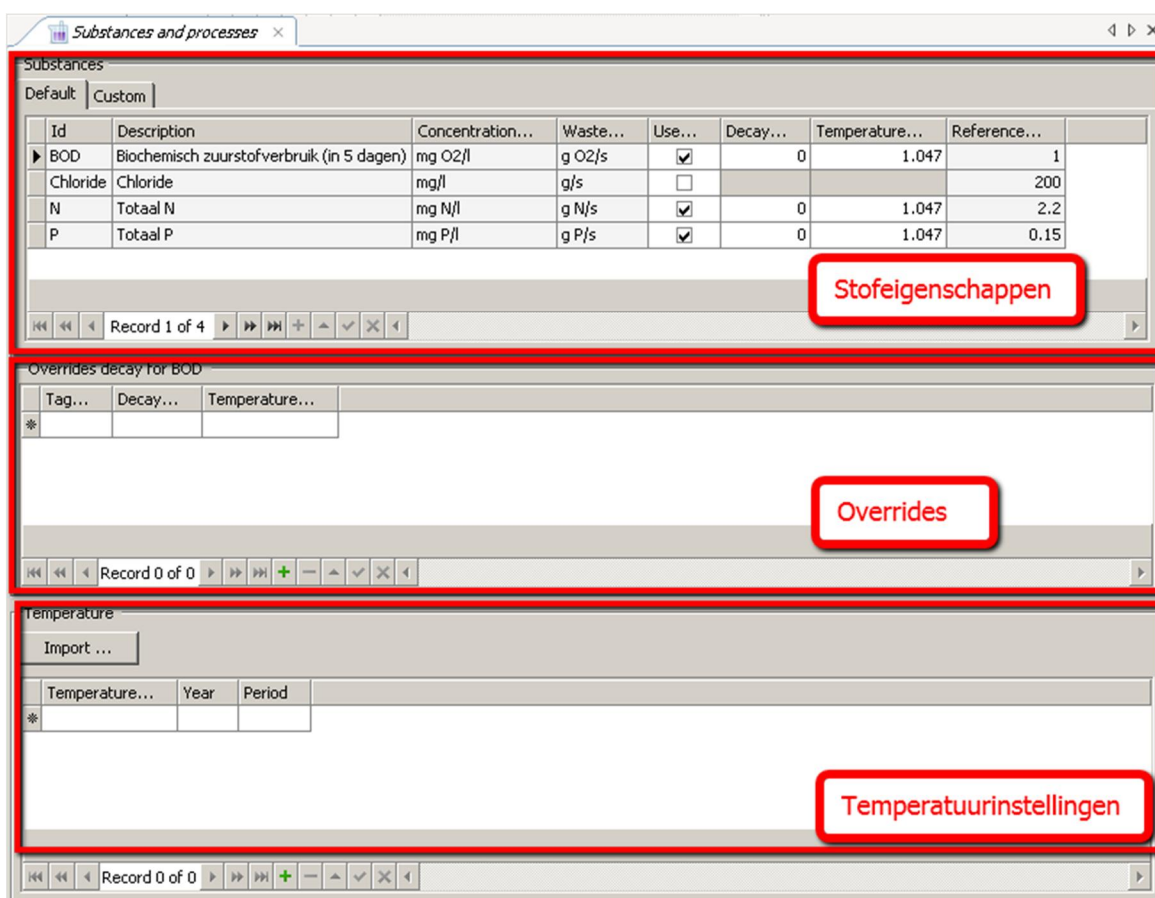 Substances and processes
Substances
Default Custom
Id Description Concentration... Waste... Use... Decay... Temperature... Reference...
BOD Biochemisch zuurstofverbruik (in 5 dagen) mg O2/l g O2/s 0 1.047 1
Chloride Chloride mg/l g/s 200
N Totaal N mg N/l g N/s 0 1.047 2.2
P Totaal P mg P/l g P/s 0 1.047 0.15
Stofeigenschappen
Record 1 of 4
Overrides decay for BOD
Tag... Decay... Temperature...
Overrides
Record 0 of 0
Temperature
Import ...
Temperature... Year Period
Temperatuurinstellingen
Record 0 of 0